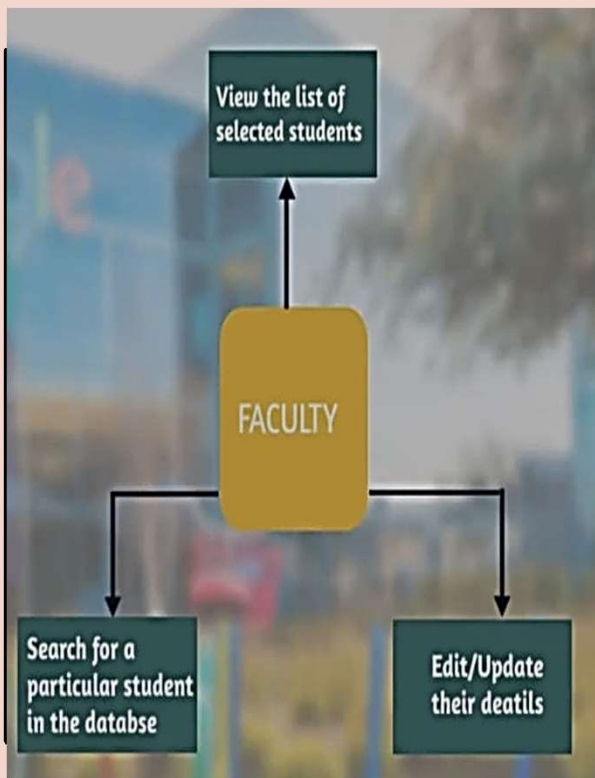 View the list of
selected students
FACULTY
Search for a
particular student
in the databse
Edit/Update
their deatils